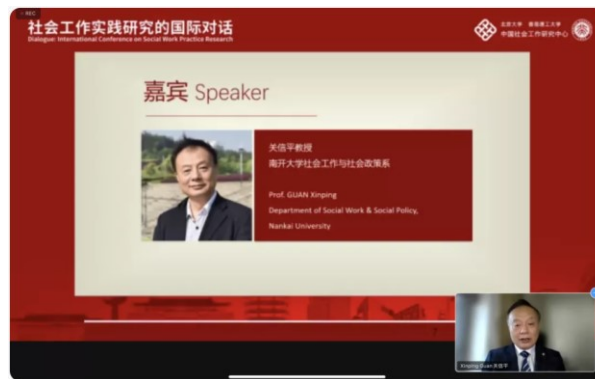 REC
社会工作实践研究的国际对话
Dialogue: International Conference on Social Work Practice Research
北京大学 香港理工大学
中国社会工作研究中心
嘉宾 Speaker
关信平教授
南开大学社会工作与社会政策系
Prof. GUAN Xinping
Department of Social Work & Social Policy,
Nankai University
Xinping Guan关信平